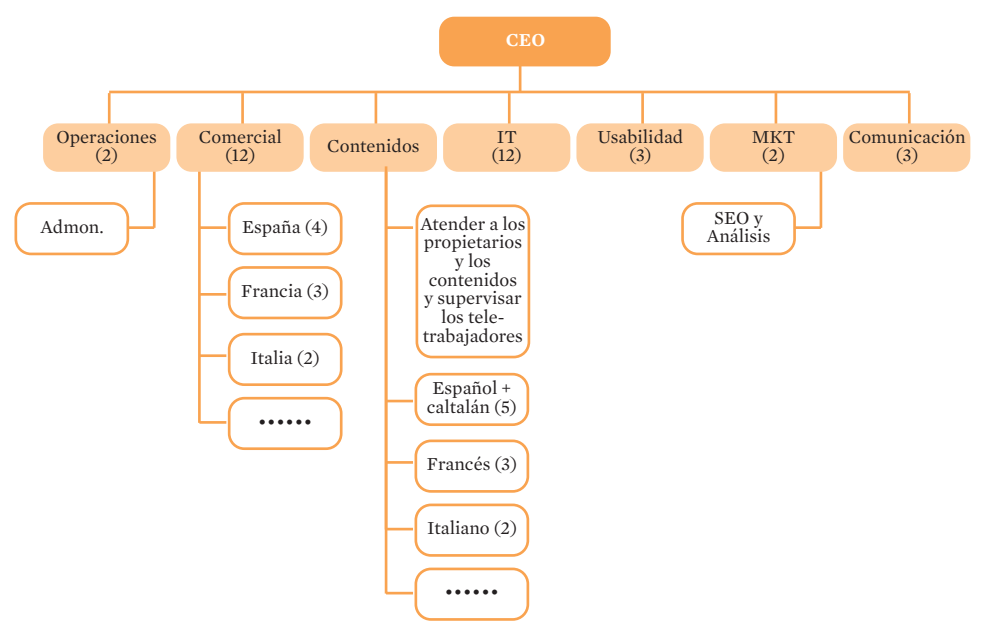 CEO
Operaciones
(2)
Comercial
(12)
Contenidos
IT
(12)
Usabilidad
(3)
MKT
(2)
Comunicación
(3)
Admon.
España (4)
Francia (3)
Italia (2)
••••••
Atender a los
propietarios
y los
contenidos
y supervisar
los tele-
trabajadores
Español +
caltalán (5)
Francés (3)
Italiano (2)
••••••
SEO y
Análisis